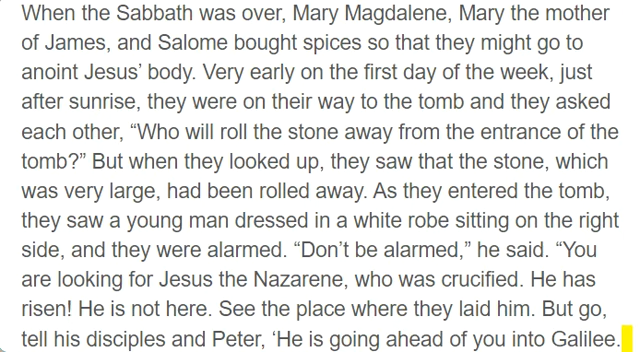 When the Sabbath was over, Mary Magdalene, Mary the mother
of James, and Salome bought spices so that they might go to
anoint Jesus’ body. Very early on the first day of the week, just
after sunrise, they were on their way to the tomb and they asked
each other, “Who will roll the stone away from the entrance of the
tomb?” But when they looked up, they saw that the stone, which
was very large, had been rolled away. As they entered the tomb,
they saw a young man dressed in a white robe sitting on the right
side, and they were alarmed. “Don’t be alarmed,” he said. “You
are looking for Jesus the Nazarene, who was crucified. He has
risen! He is not here. See the place where they laid him. But go,
tell his disciples and Peter, ‘He is going ahead of you into Galilee.